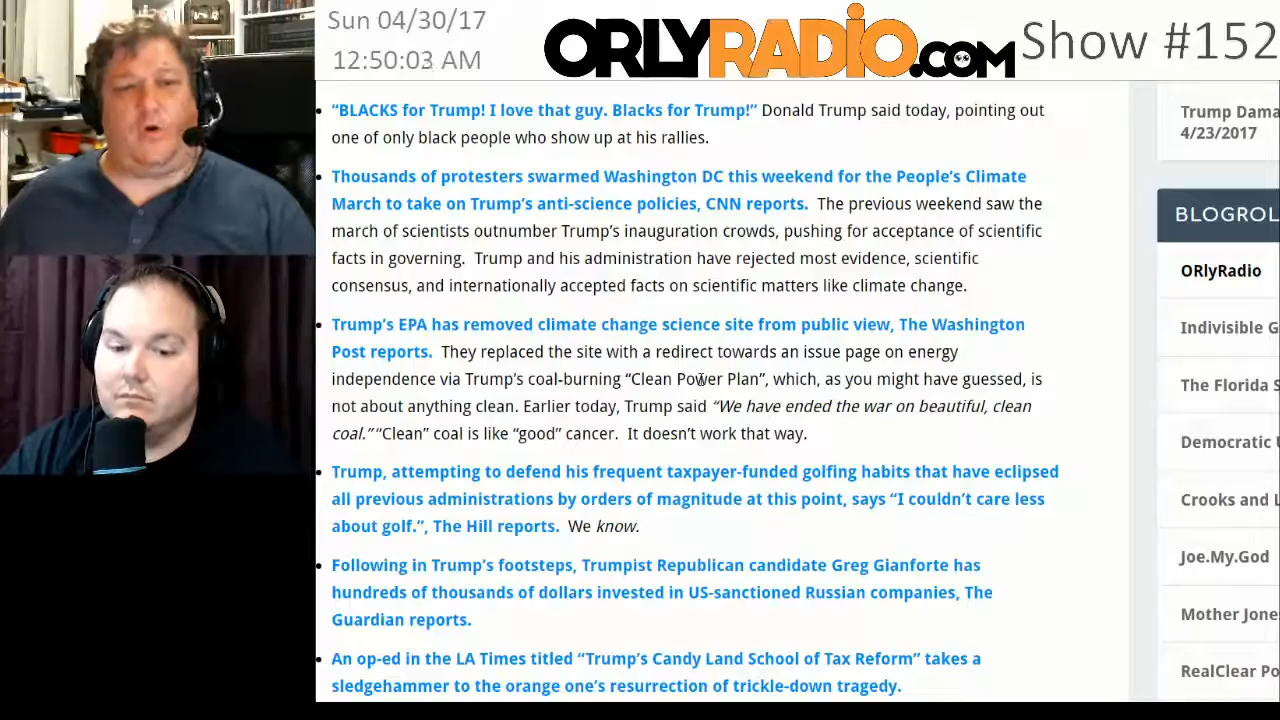 Sun 04/30/17
12:50:03 AM
ORLYRADiO.COM
Show #152
“BLACKS for Trump! I love that guy. Blacks for Trump!” Donald Trump said today, pointing out
one of only black people who show up at his rallies.
Thousands of protesters swarmed Washington DC this weekend for the People’s Climate
March to take on Trump’s anti-science policies, CNN reports. The previous weekend saw the
march of scientists outnumber Trump’s inauguration crowds, pushing for acceptance of scientific
facts in governing. Trump and his administration have rejected most evidence, scientific
consensus, and internationally accepted facts on scientific matters like climate change.
Trump’s EPA has removed climate change science site from public view, The Washington
Post reports. They replaced the site with a redirect towards an issue page on energy
independence via Trump’s coal-burning “Clean Power Plan”, which, as you might have guessed, is
not about anything clean. Earlier today, Trump said “We have ended the war on beautiful, clean
coal.” “Clean” coal is like “good” cancer. It doesn’t work that way.
Trump, attempting to defend his frequent taxpayer-funded golfing habits that have eclipsed
all previous administrations by orders of magnitude at this point, says “I couldn’t care less
about golf.”, The Hill reports. We know.
Following in Trump’s footsteps, Trumpist Republican candidate Greg Gianforte has
hundreds of thousands of dollars invested in US-sanctioned Russian companies, The
Guardian reports.
An op-ed in the LA Times titled “Trump’s Candy Land School of Tax Reform” takes a
sledgehammer to the orange one’s resurrection of trickle-down tragedy.
Trump Dama
4/23/2017
BLOGROL
ORlyRadio
Indivisible G
The Florida S
Democratic U
Crooks and L
Joe.My.God
Mother Jone
RealClear Po